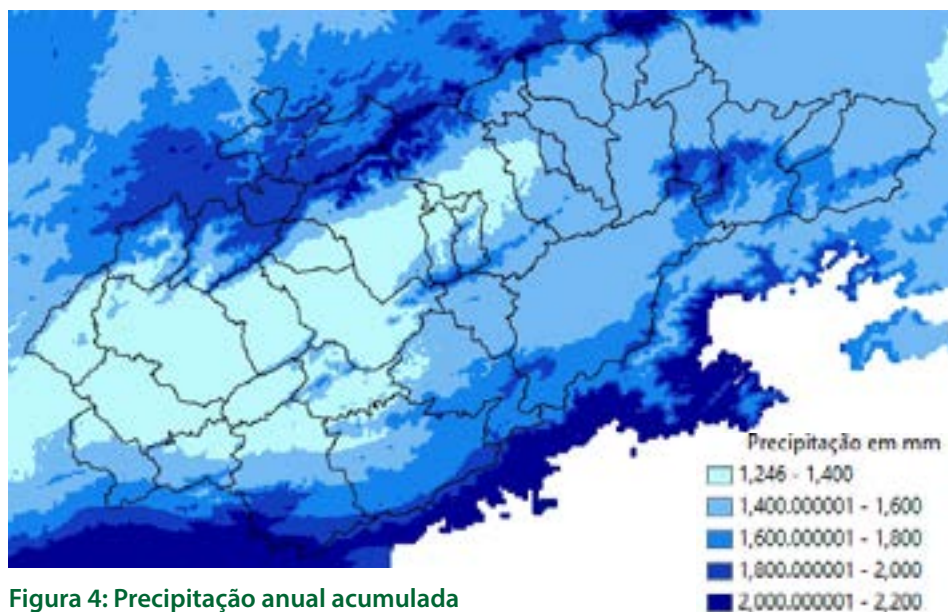 Precipitação em mm
1,246 - 1,400
1,400.000001 - 1,600
1,600.000001 - 1,800
1,800.000001 - 2,000
2,000.000001 - 2,200
Figura 4: Precipitação anual acumulada